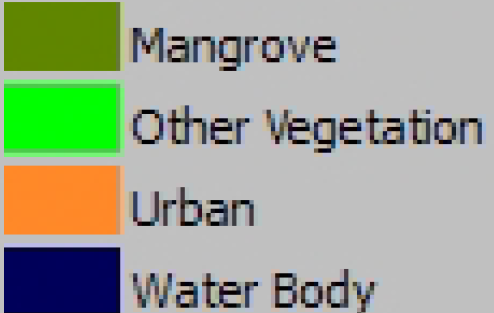 Mangrove
Other Vegetation
Urban
Water Body